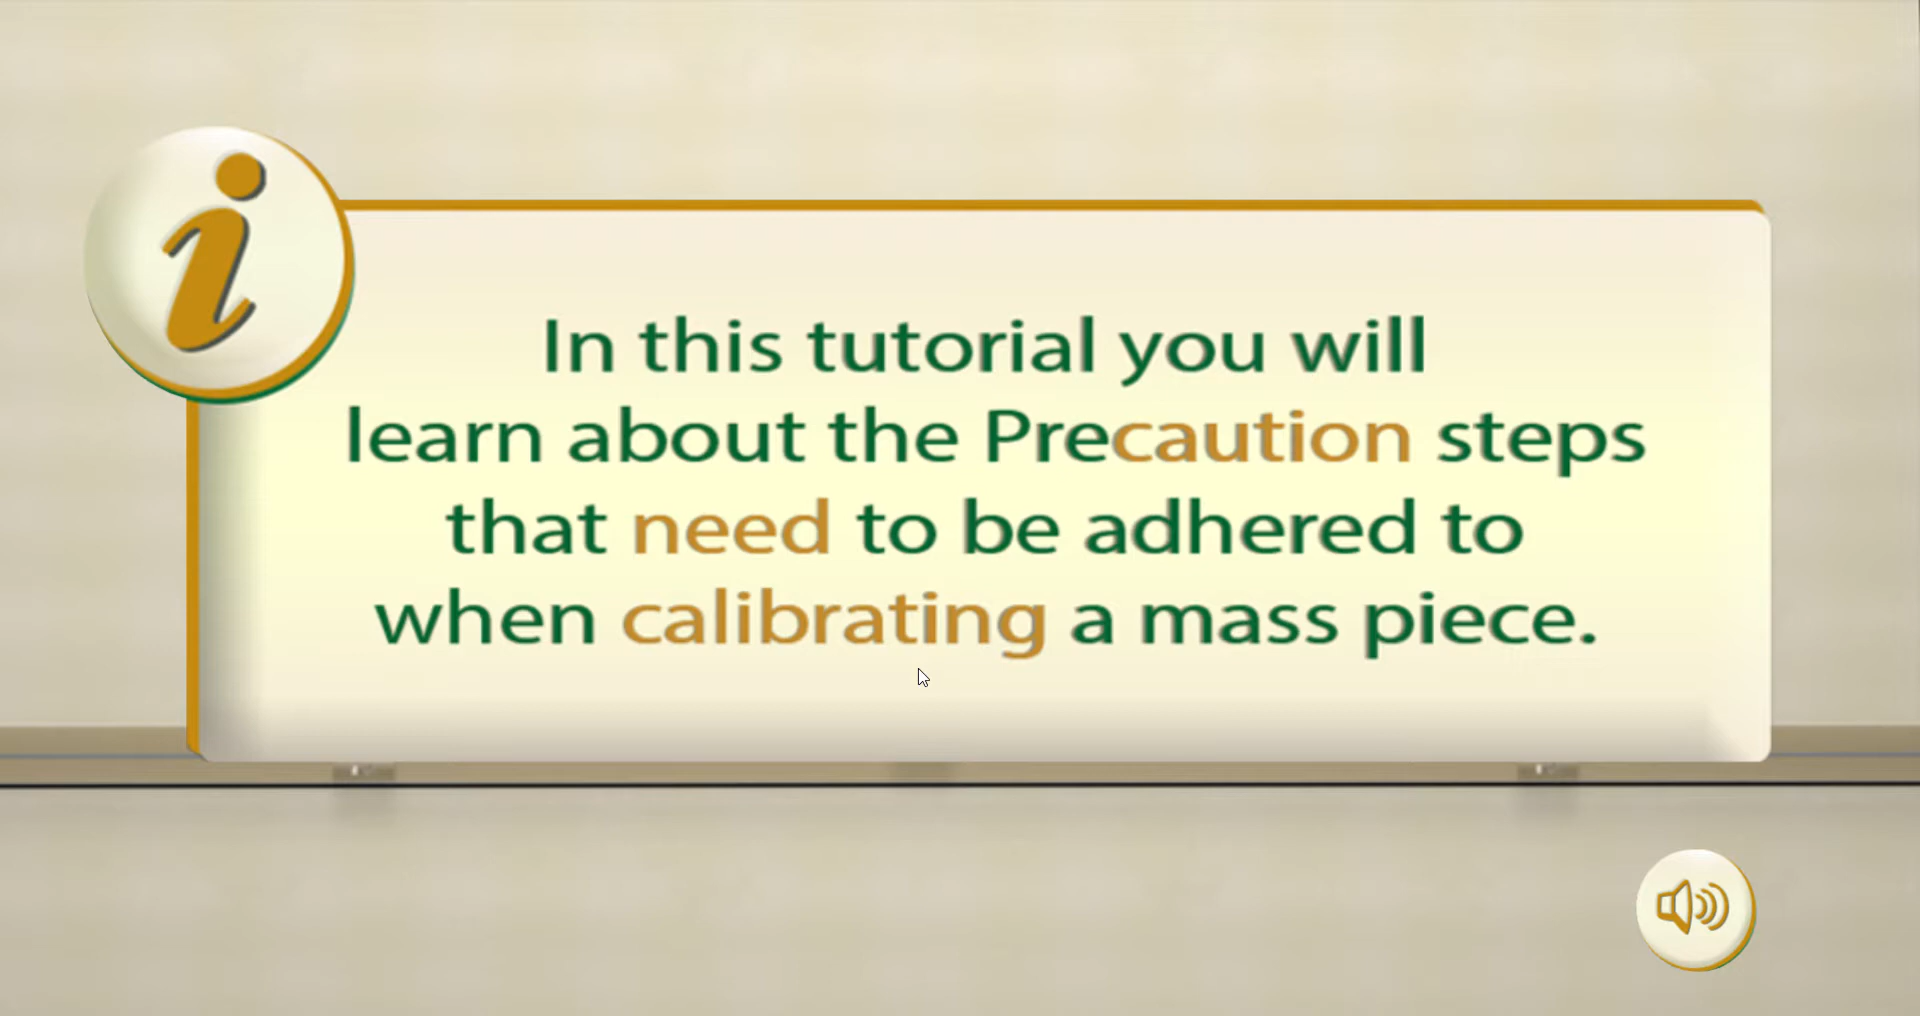 In this tutorial you will
learn about the Precaution steps
that need to be adhered to
when calibrating a mass piece.